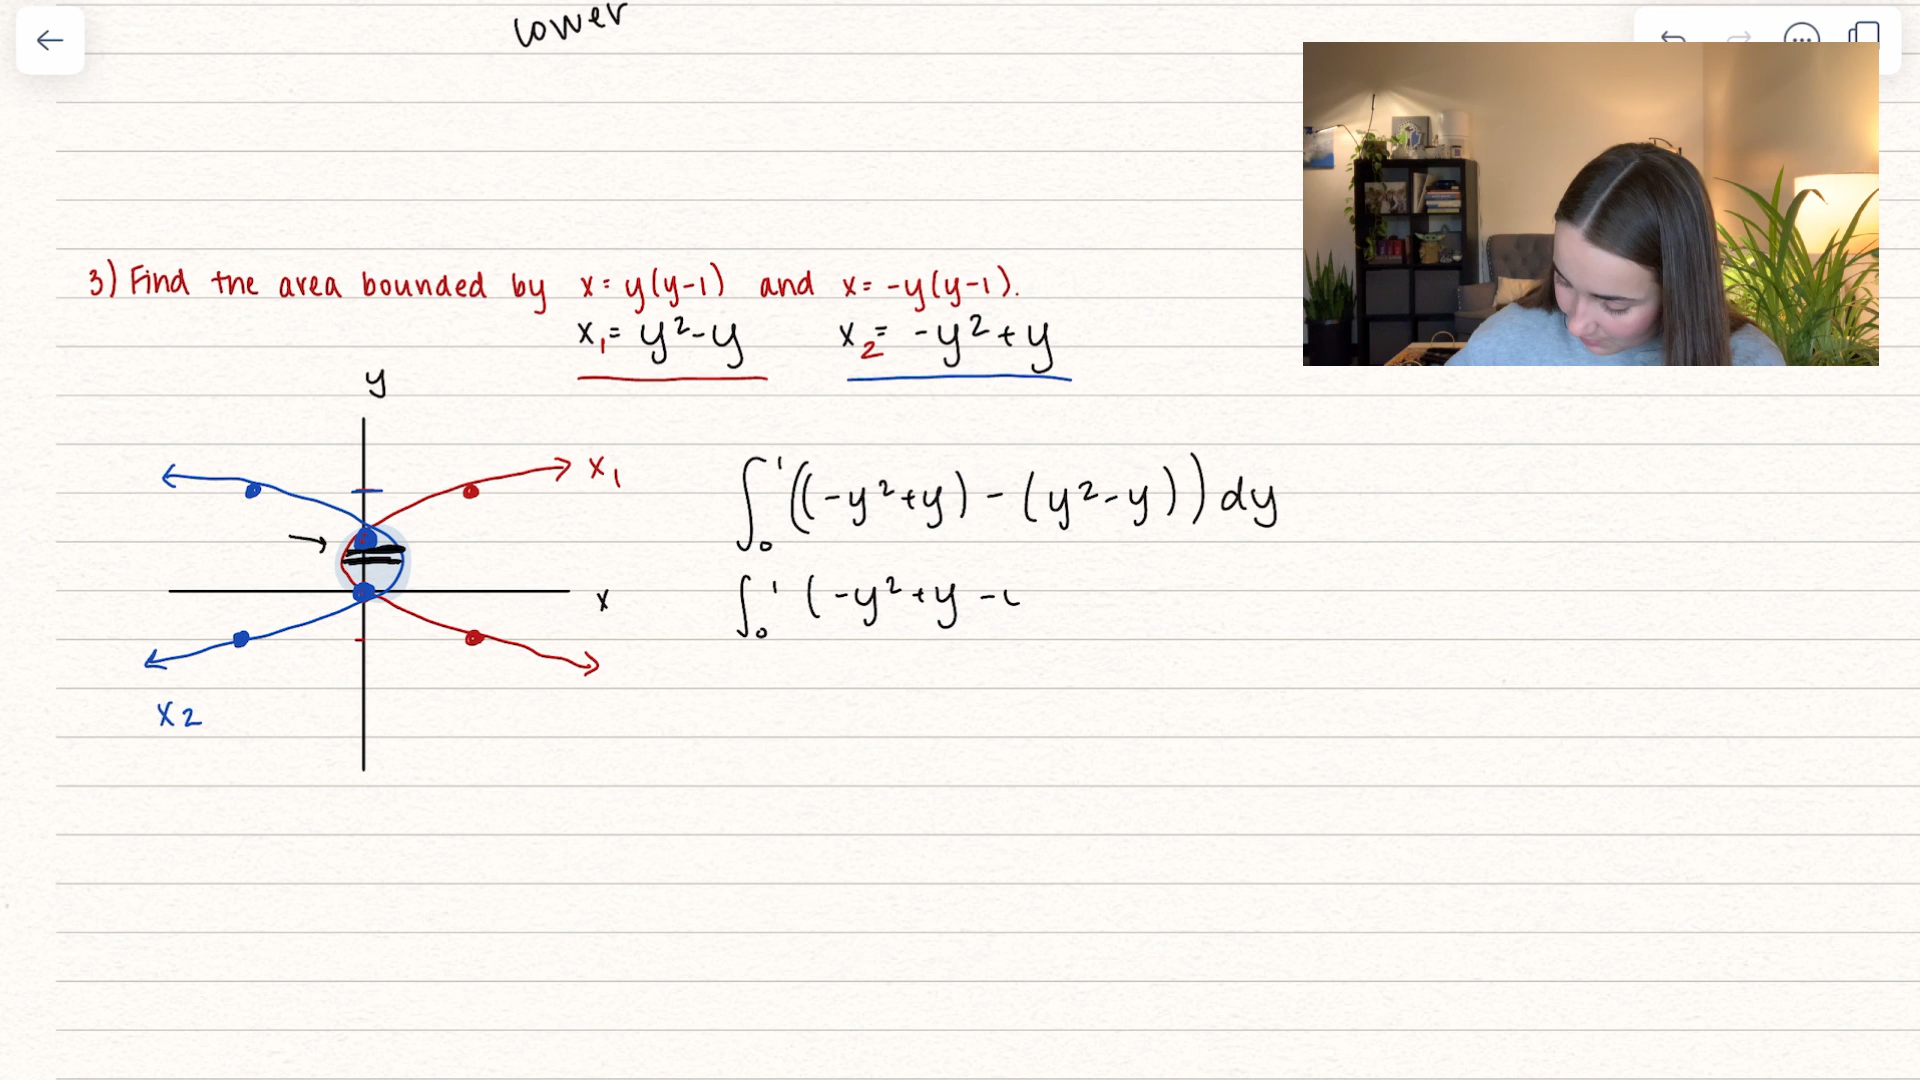 lower
3) Find the area bounded by x = y(y-1) and x = -y(y-1).
x₁ = y² - y
x₂ = -y² + y
y
x₁
∫₀¹ ((-y² + y) - (y² - y)) dy
x
∫₀¹ (-y² + y -
x₂